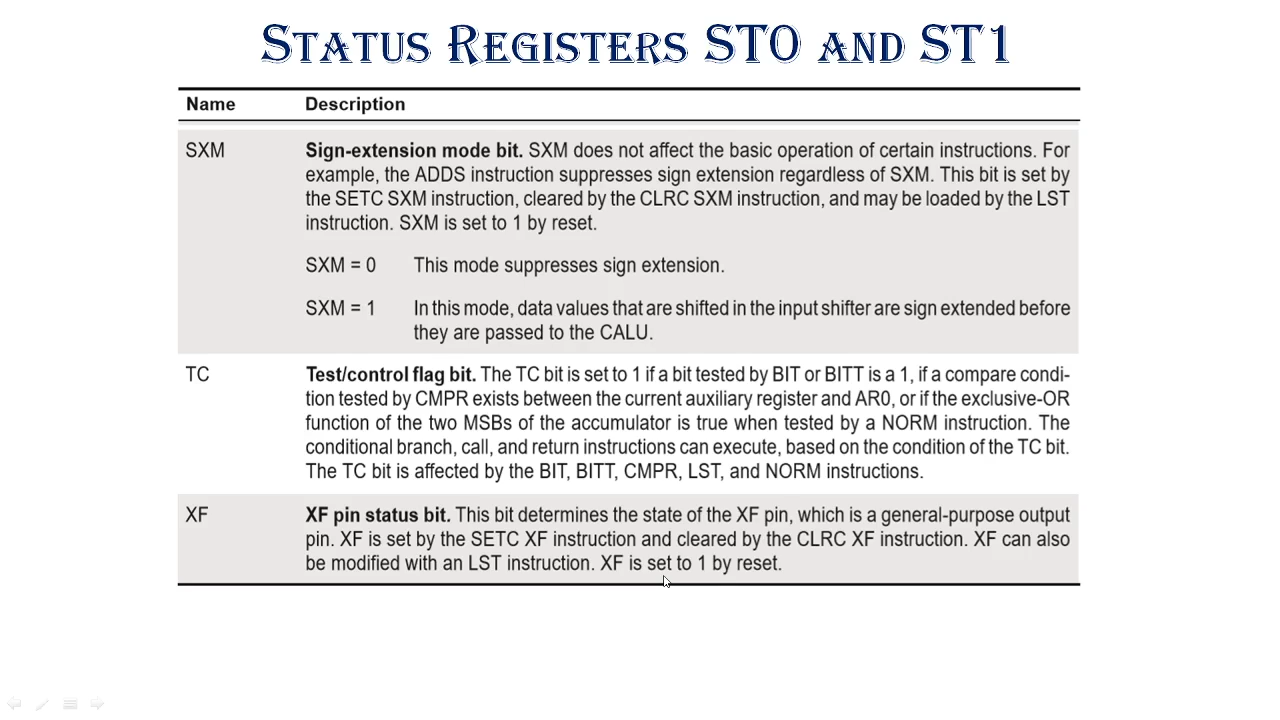 Status Registers ST0 and ST1
Name Description
SXM Sign-extension mode bit. SXM does not affect the basic operation of certain instructions. For
example, the ADDS instruction suppresses sign extension regardless of SXM. This bit is set by
the SETC SXM instruction, cleared by the CLRC SXM instruction, and may be loaded by the LST
instruction. SXM is set to 1 by reset.
SXM = 0 This mode suppresses sign extension.
SXM = 1 In this mode, data values that are shifted in the input shifter are sign extended before
they are passed to the CALU.
TC Test/control flag bit. The TC bit is set to 1 if a bit tested by BIT or BITT is a 1, if a compare condi-
tion tested by CMPR exists between the current auxiliary register and AR0, or if the exclusive-OR
function of the two MSBs of the accumulator is true when tested by a NORM instruction. The
conditional branch, call, and return instructions can execute, based on the condition of the TC bit.
The TC bit is affected by the BIT, BITT, CMPR, LST, and NORM instructions.
XF XF pin status bit. This bit determines the state of the XF pin, which is a general-purpose output
pin. XF is set by the SETC XF instruction and cleared by the CLRC XF instruction. XF can also
be modified with an LST instruction. XF is set to 1 by reset.